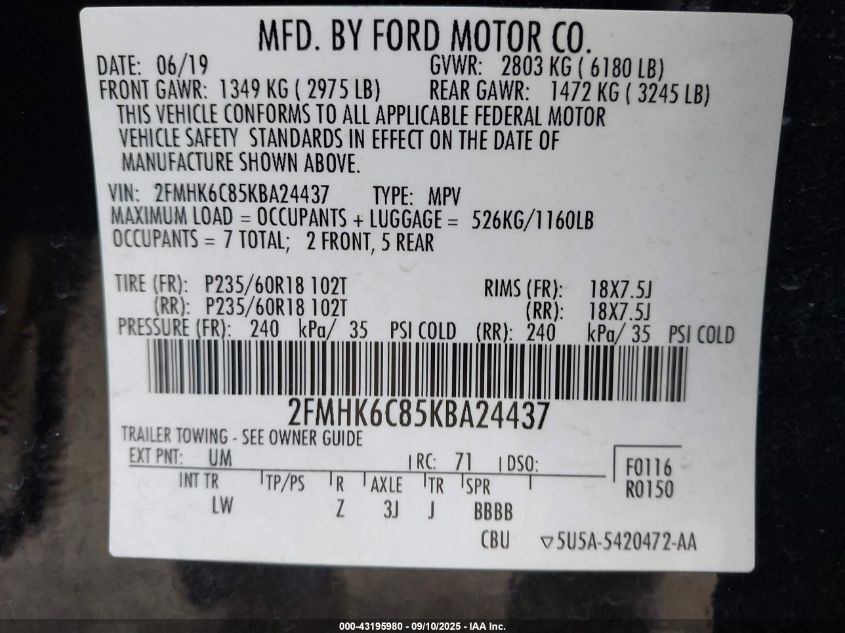 MFD. BY FORD MOTOR CO.
DATE: 06/19 GVWR: 2803 KG ( 6180 LB)
FRONT GAWR: 1349 KG ( 2975 LB) REAR GAWR: 1472 KG ( 3245 LB)
THIS VEHICLE CONFORMS TO ALL APPLICABLE FEDERAL MOTOR
VEHICLE SAFETY STANDARDS IN EFFECT ON THE DATE OF
MANUFACTURE SHOWN ABOVE.
VIN: 2FMHK6C85KBA24437 TYPE: MPV
MAXIMUM LOAD = OCCUPANTS + LUGGAGE = 526KG/1160LB
OCCUPANTS = 7 TOTAL; 2 FRONT, 5 REAR
TIRE (FR): P235/60R18 102T RIMS (FR): 18X7.5J
(RR): P235/60R18 102T (RR): 18X7.5J
PRESSURE (FR): 240 kPa/ 35 PSI COLD (RR): 240 kPa/ 35 PSI COLD
2FMHK6C85KBA24437
TRAILER TOWING - SEE OWNER GUIDE
EXT PNT: UM RC: 71 DSO: F0116
INT TR TP/PS R AXLE TR SPR R0150
LW Z 3J J BBBB
CBU ▽5U5A-5420472-AA
000-43195980 - 09/10/2025 - IAA Inc.